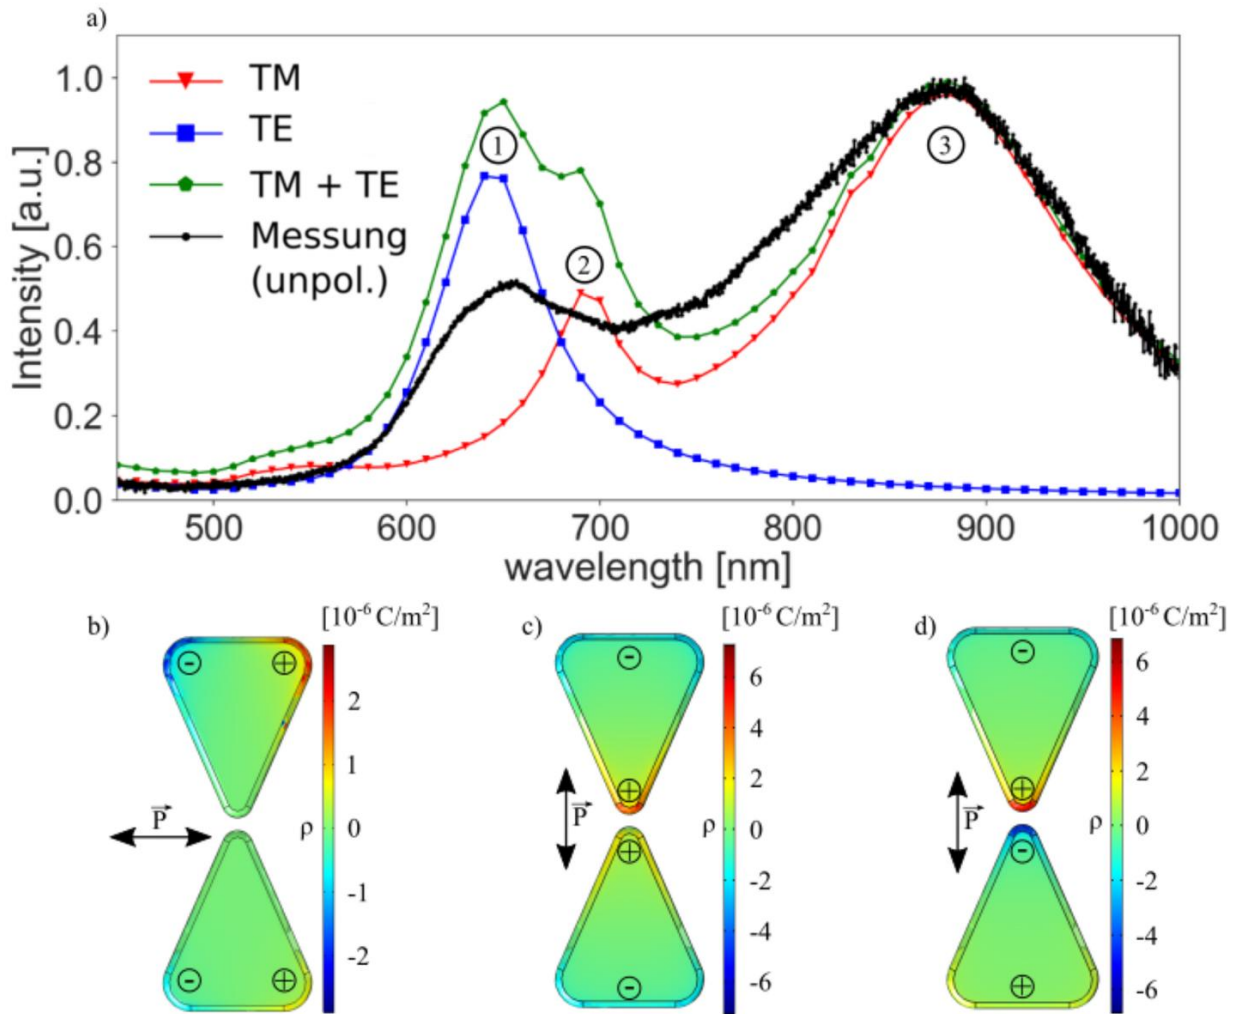 a)
Intensity [a.u.]
1.0
0.8
0.6
0.4
0.2
0.0
TM
TE
TM + TE
Messung
(unpol.)
1
2
3
500 600 700 800 900 1000
wavelength [nm]
b) [10⁻⁶ C/m²]
- +
2
1
0
-1
-2
P
ρ
- +
c) [10⁻⁶ C/m²]
-
6
4
2
0
-2
-4
-6
+
P
ρ
+
-
d) [10⁻⁶ C/m²]
-
6
4
2
0
-2
-4
-6
+
P
ρ
-
+